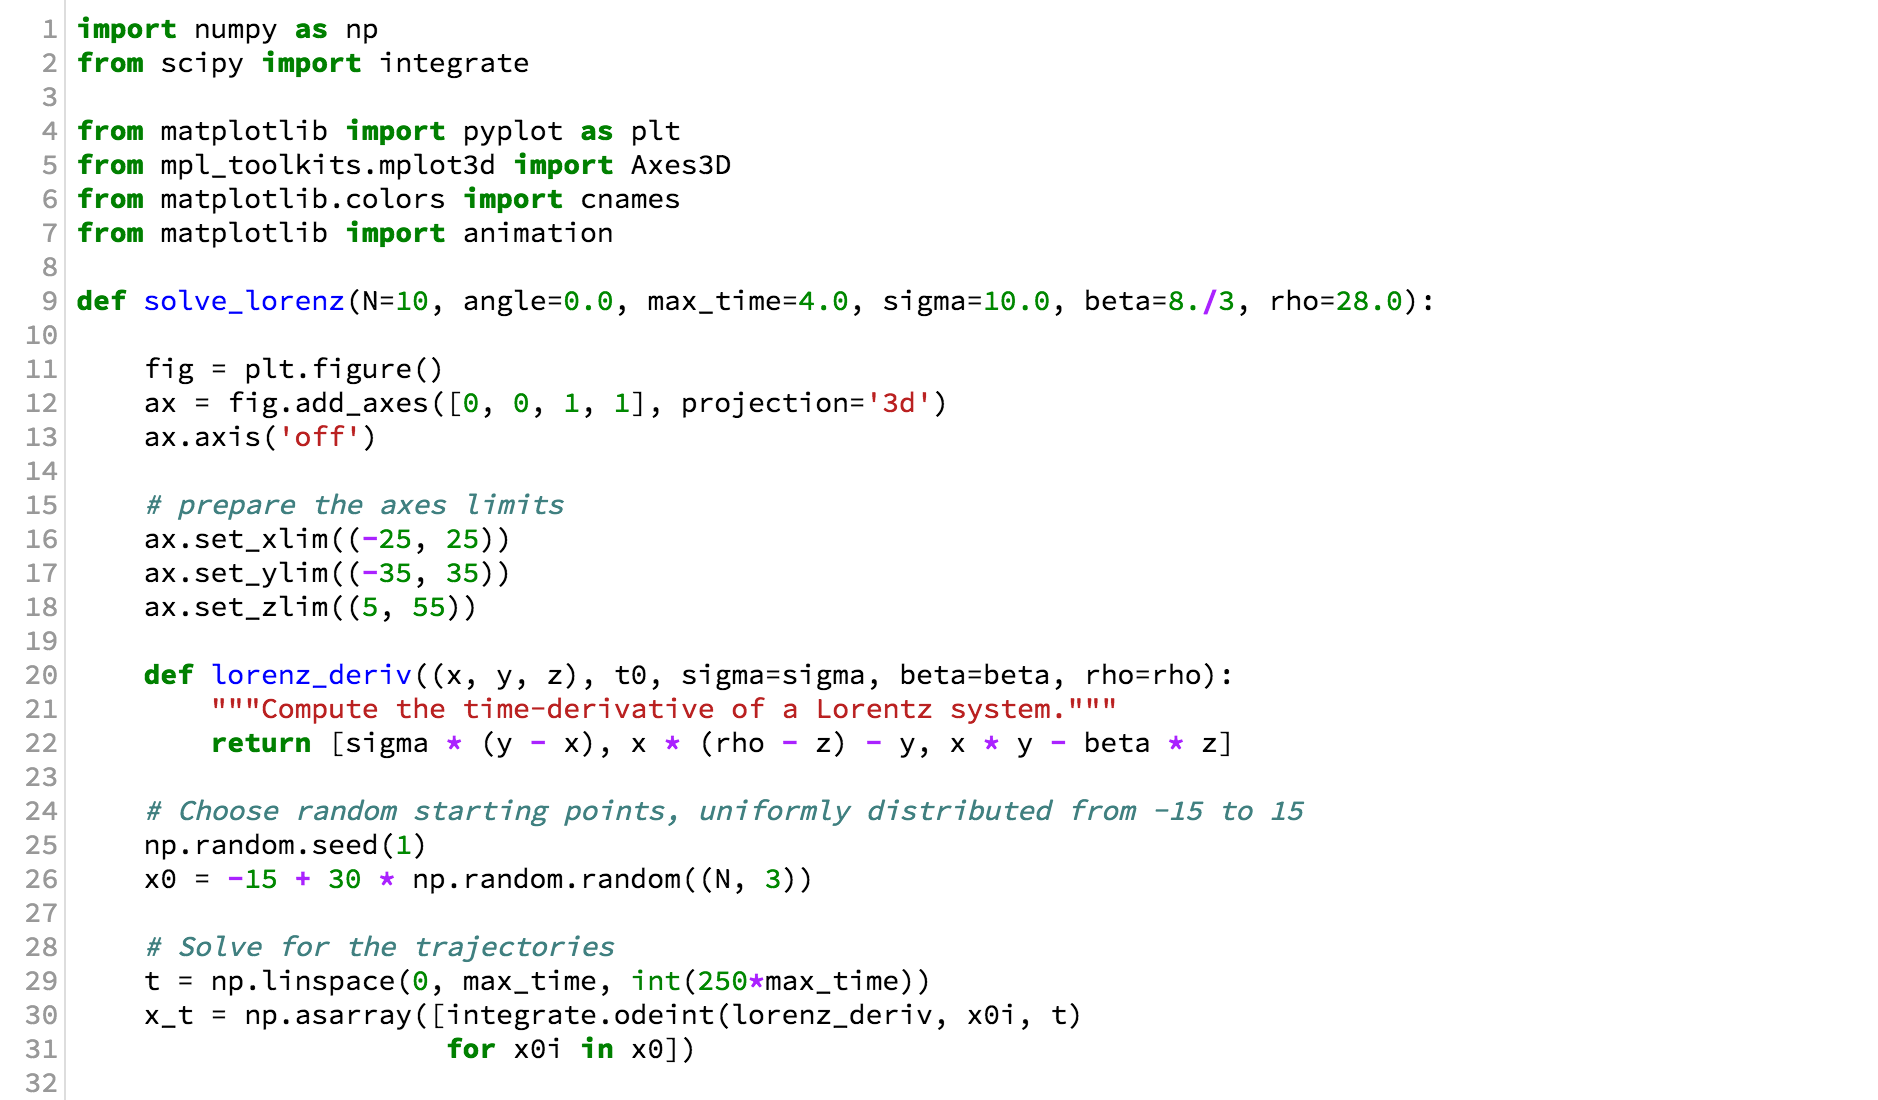 1 import numpy as np
2 from scipy import integrate
3
4 from matplotlib import pyplot as plt
5 from mpl_toolkits.mplot3d import Axes3D
6 from matplotlib.colors import cnames
7 from matplotlib import animation
8
9 def solve_lorenz(N=10, angle=0.0, max_time=4.0, sigma=10.0, beta=8./3, rho=28.0):
10
11     fig = plt.figure()
12     ax = fig.add_axes([0, 0, 1, 1], projection='3d')
13     ax.axis('off')
14
15     # prepare the axes limits
16     ax.set_xlim((-25, 25))
17     ax.set_ylim((-35, 35))
18     ax.set_zlim((5, 55))
19
20     def lorenz_deriv((x, y, z), t0, sigma=sigma, beta=beta, rho=rho):
21         """Compute the time-derivative of a Lorentz system."""
22         return [sigma * (y - x), x * (rho - z) - y, x * y - beta * z]
23
24     # Choose random starting points, uniformly distributed from -15 to 15
25     np.random.seed(1)
26     x0 = -15 + 30 * np.random.random((N, 3))
27
28     # Solve for the trajectories
29     t = np.linspace(0, max_time, int(250*max_time))
30     x_t = np.asarray([integrate.odeint(lorenz_deriv, x0i, t)
31                       for x0i in x0])
32